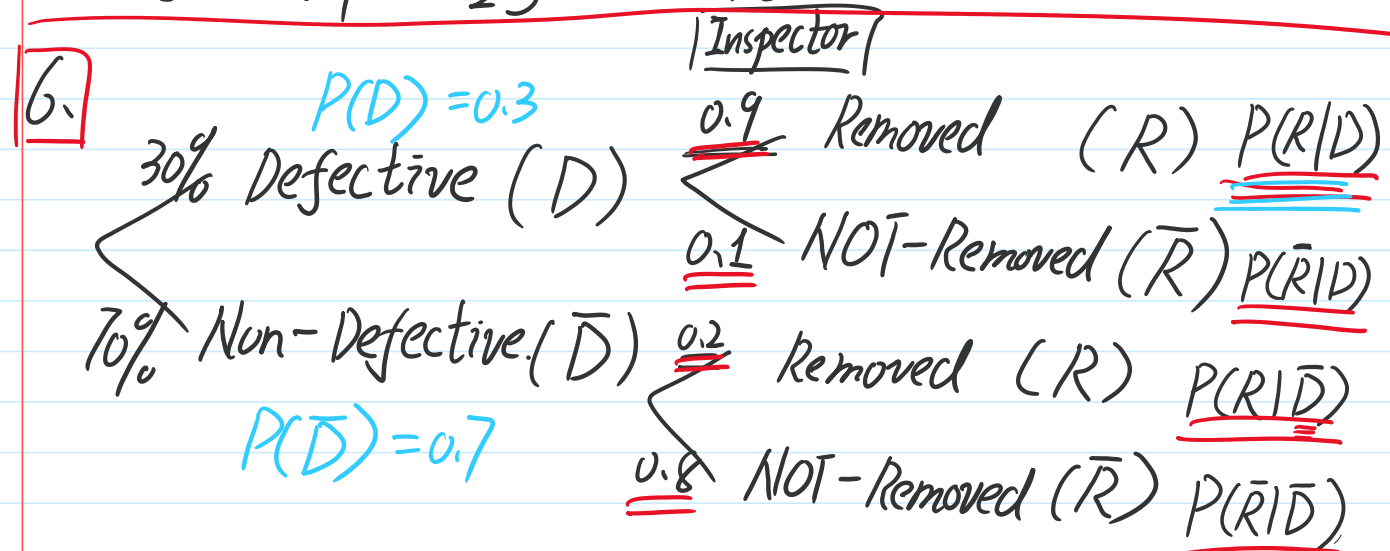 Inspector
6.
P(D) = 0.3
30% Defective (D)
0.9 Removed (R) P(R|D)
0.1 NOT-Removed (R̄) P(R̄|D)
70% Non-Defective. (D̄)
P(D̄) = 0.7
0.2 Removed (R) P(R|D̄)
0.8 NOT-Removed (R̄) P(R̄|D̄)